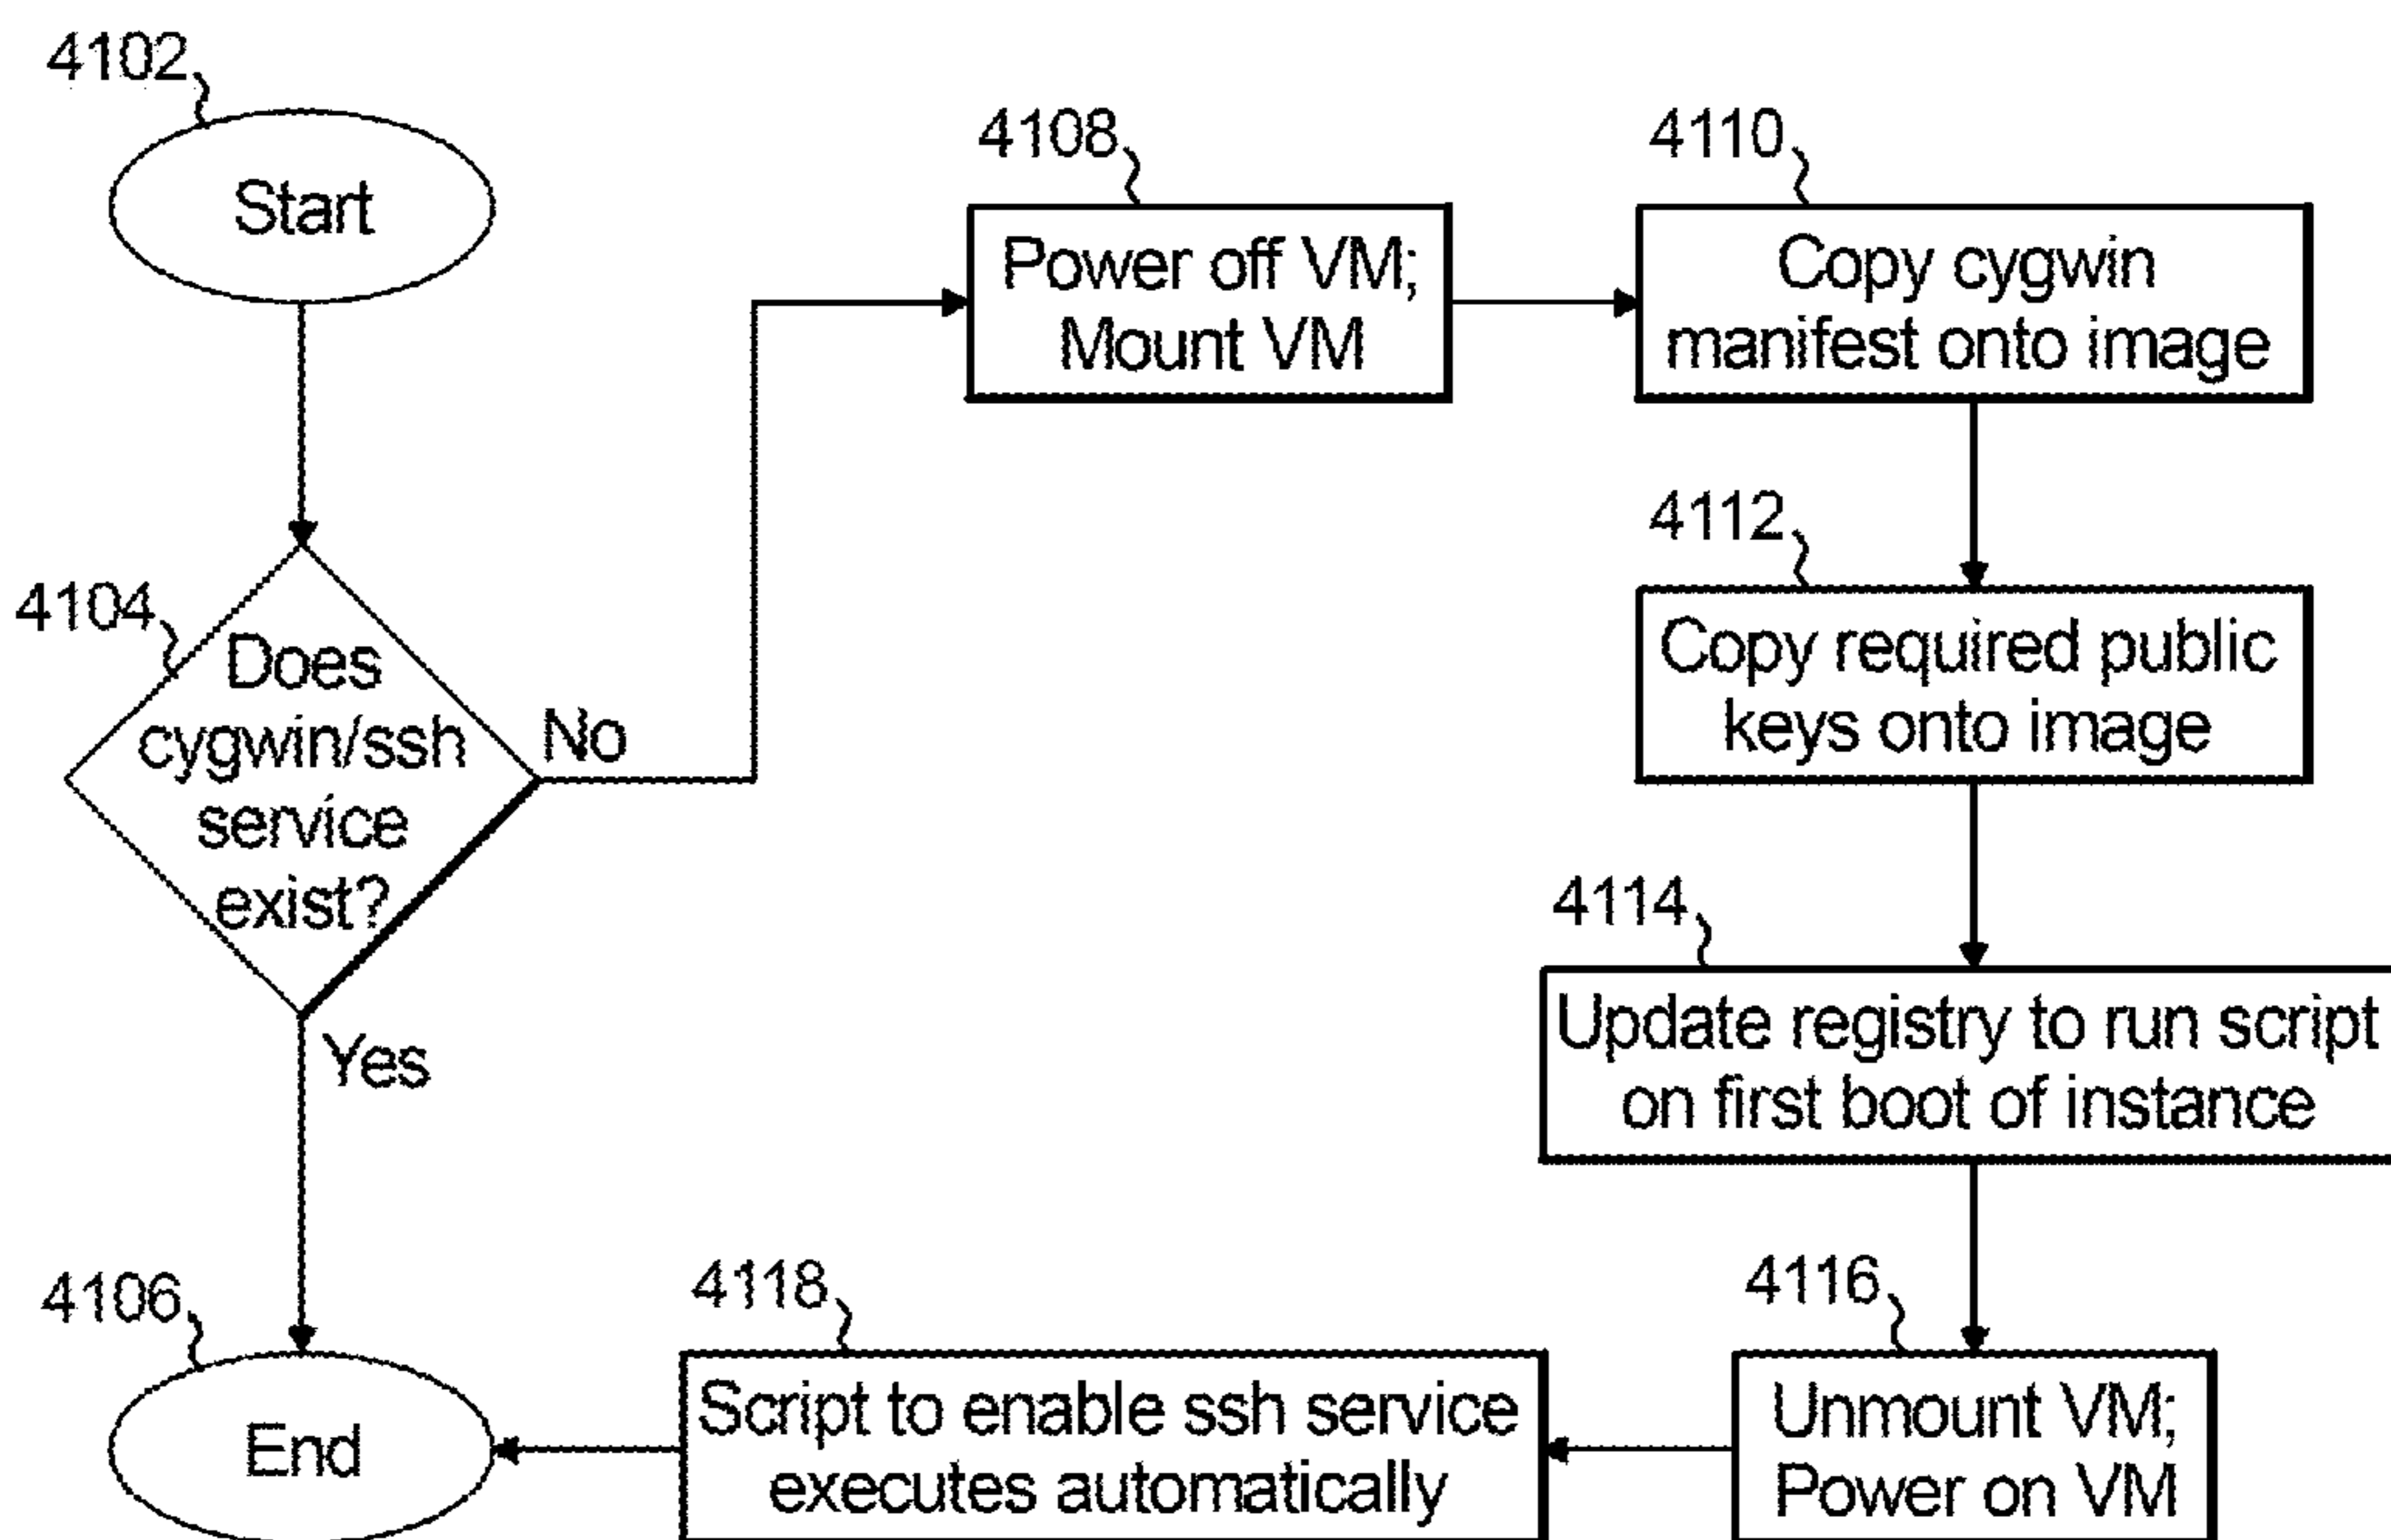 4102
Start
4104
Does
cygwin/ssh
service
exist?
No
Yes
4106
End
4108
Power off VM;
Mount VM
4110
Copy cygwin
manifest onto image
4112
Copy required public
keys onto image
4114
Update registry to run script
on first boot of instance
4116
Unmount VM;
Power on VM
4118
Script to enable ssh service
executes automatically